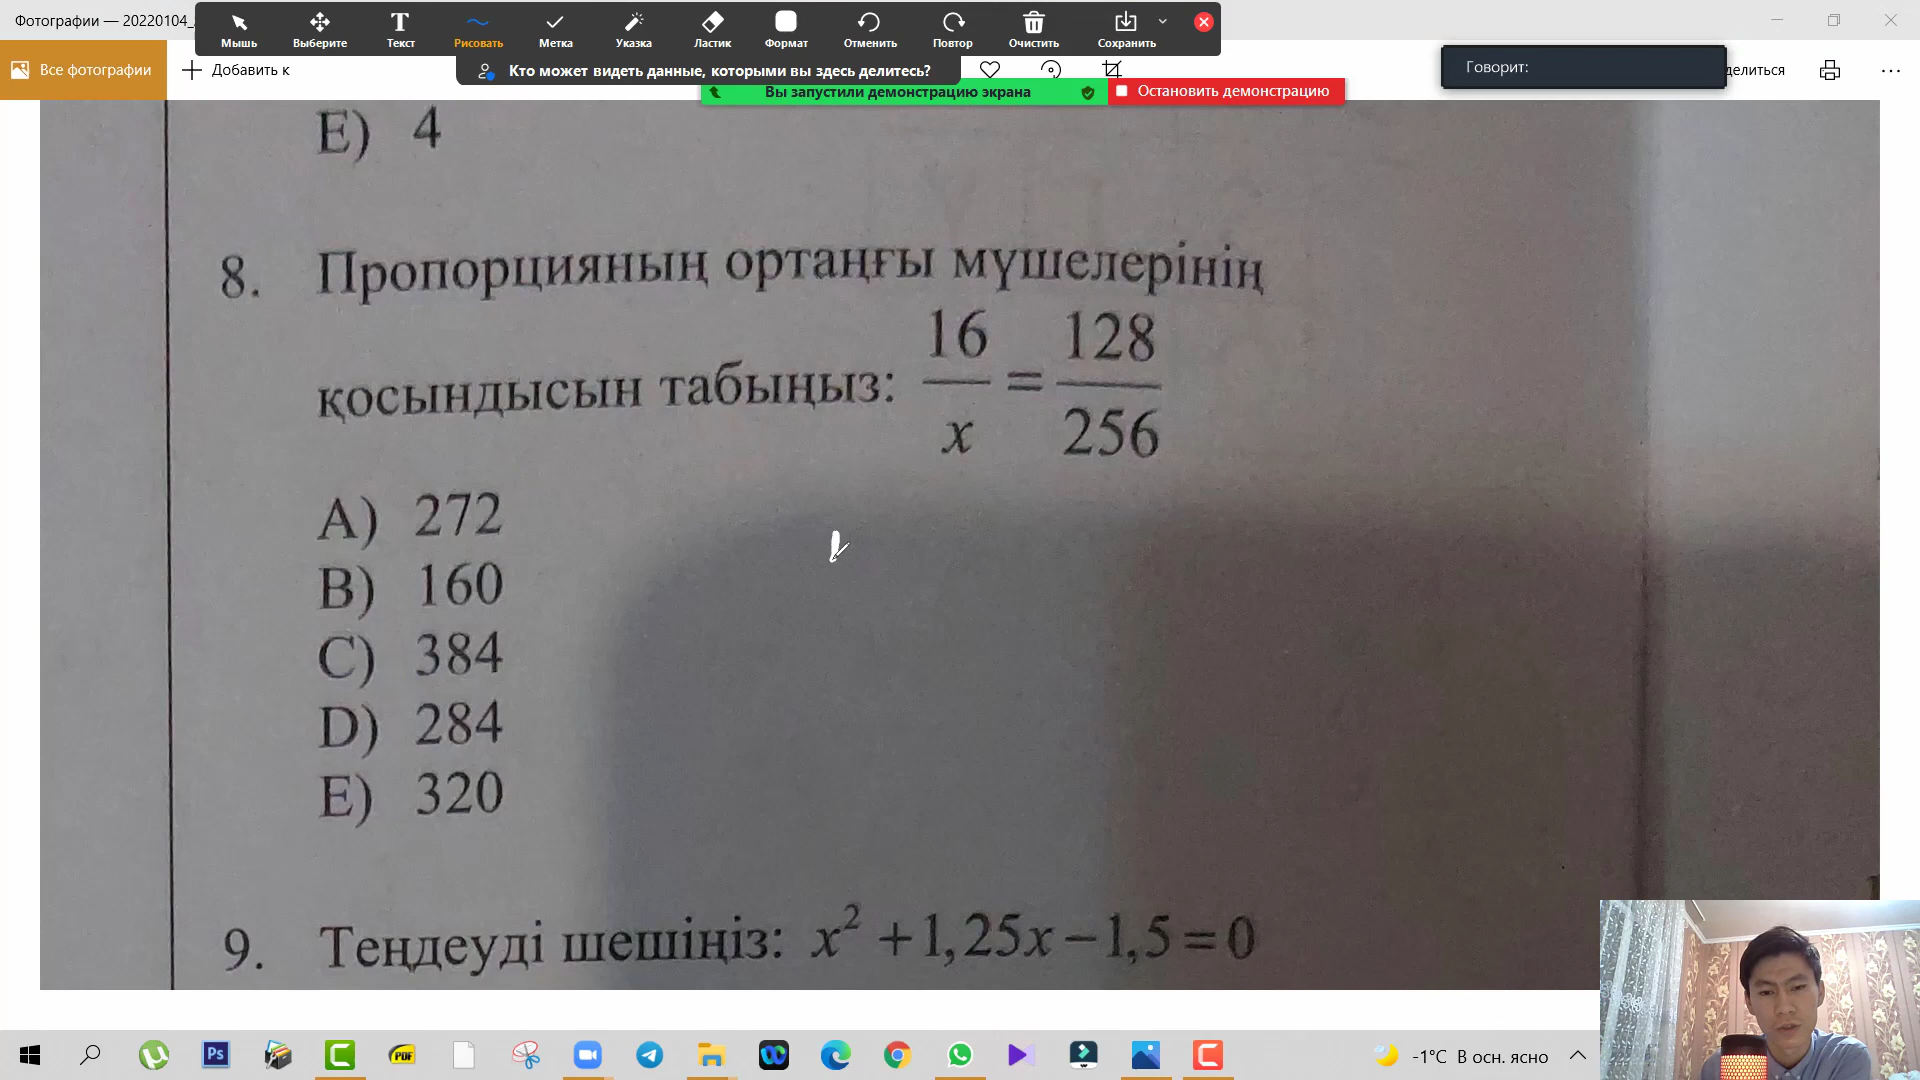 Фотографии — 20220104_
Мышь
Выберите
Текст
Рисовать
Метка
Указка
Ластик
Формат
Отменить
Повтор
Очистить
Сохранить
Все фотографии
Добавить к
Кто может видеть данные, которыми вы здесь делитесь?
Говорит:
делиться
Вы запустили демонстрацию экрана
Остановить демонстрацию
E) 4
8. Пропорцияның ортаңғы мүшелерінің
қосындысын табыңыз: 16/x = 128/256
A) 272
B) 160
C) 384
D) 284
E) 320
9. Теңдеуді шешіңіз: x² + 1,25x − 1,5 = 0
Ps
PDF
-1°C В осн. ясно